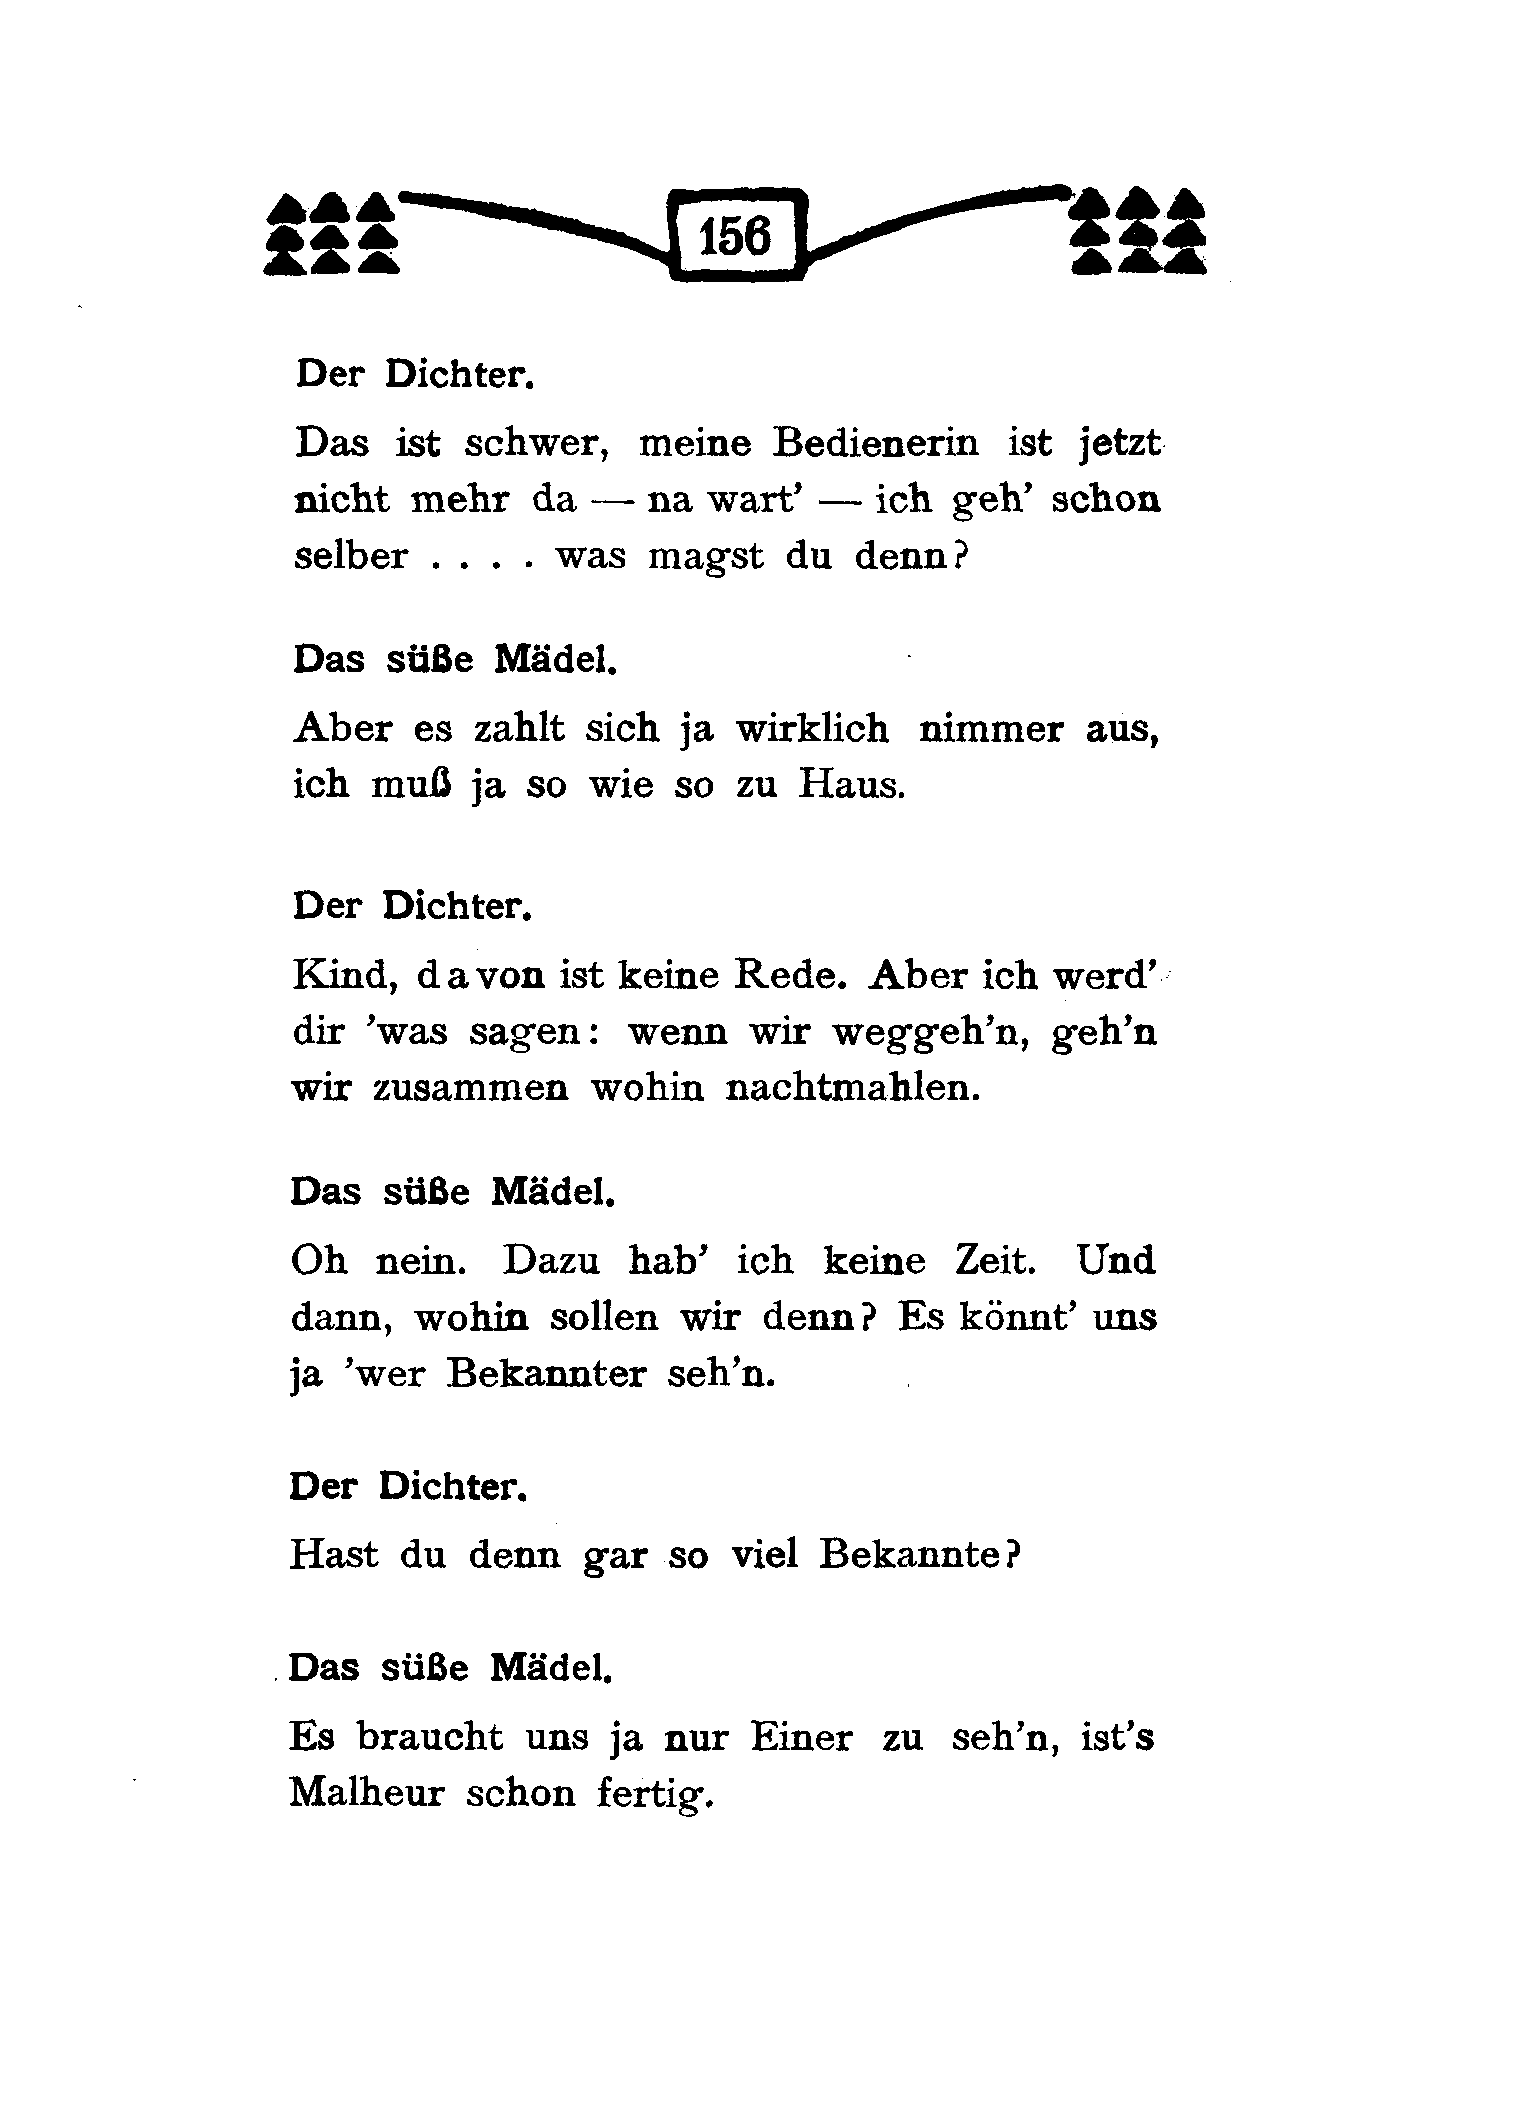 156
Der Dichter.
Das ist schwer, meine Bedienerin ist jetzt
nicht mehr da — na wart’ — ich geh’ schon
selber . . . . was magst du denn?
Das süße Mädel.
Aber es zahlt sich ja wirklich nimmer aus,
ich muß ja so wie so zu Haus.
Der Dichter.
Kind, davon ist keine Rede. Aber ich werd’
dir ’was sagen: wenn wir weggeh’n, geh’n
wir zusammen wohin nachtmahlen.
Das süße Mädel.
Oh nein. Dazu hab’ ich keine Zeit. Und
dann, wohin sollen wir denn? Es könnt’ uns
ja ’wer Bekannter seh’n.
Der Dichter.
Hast du denn gar so viel Bekannte?
Das süße Mädel.
Es braucht uns ja nur Einer zu seh’n, ist’s
Malheur schon fertig.